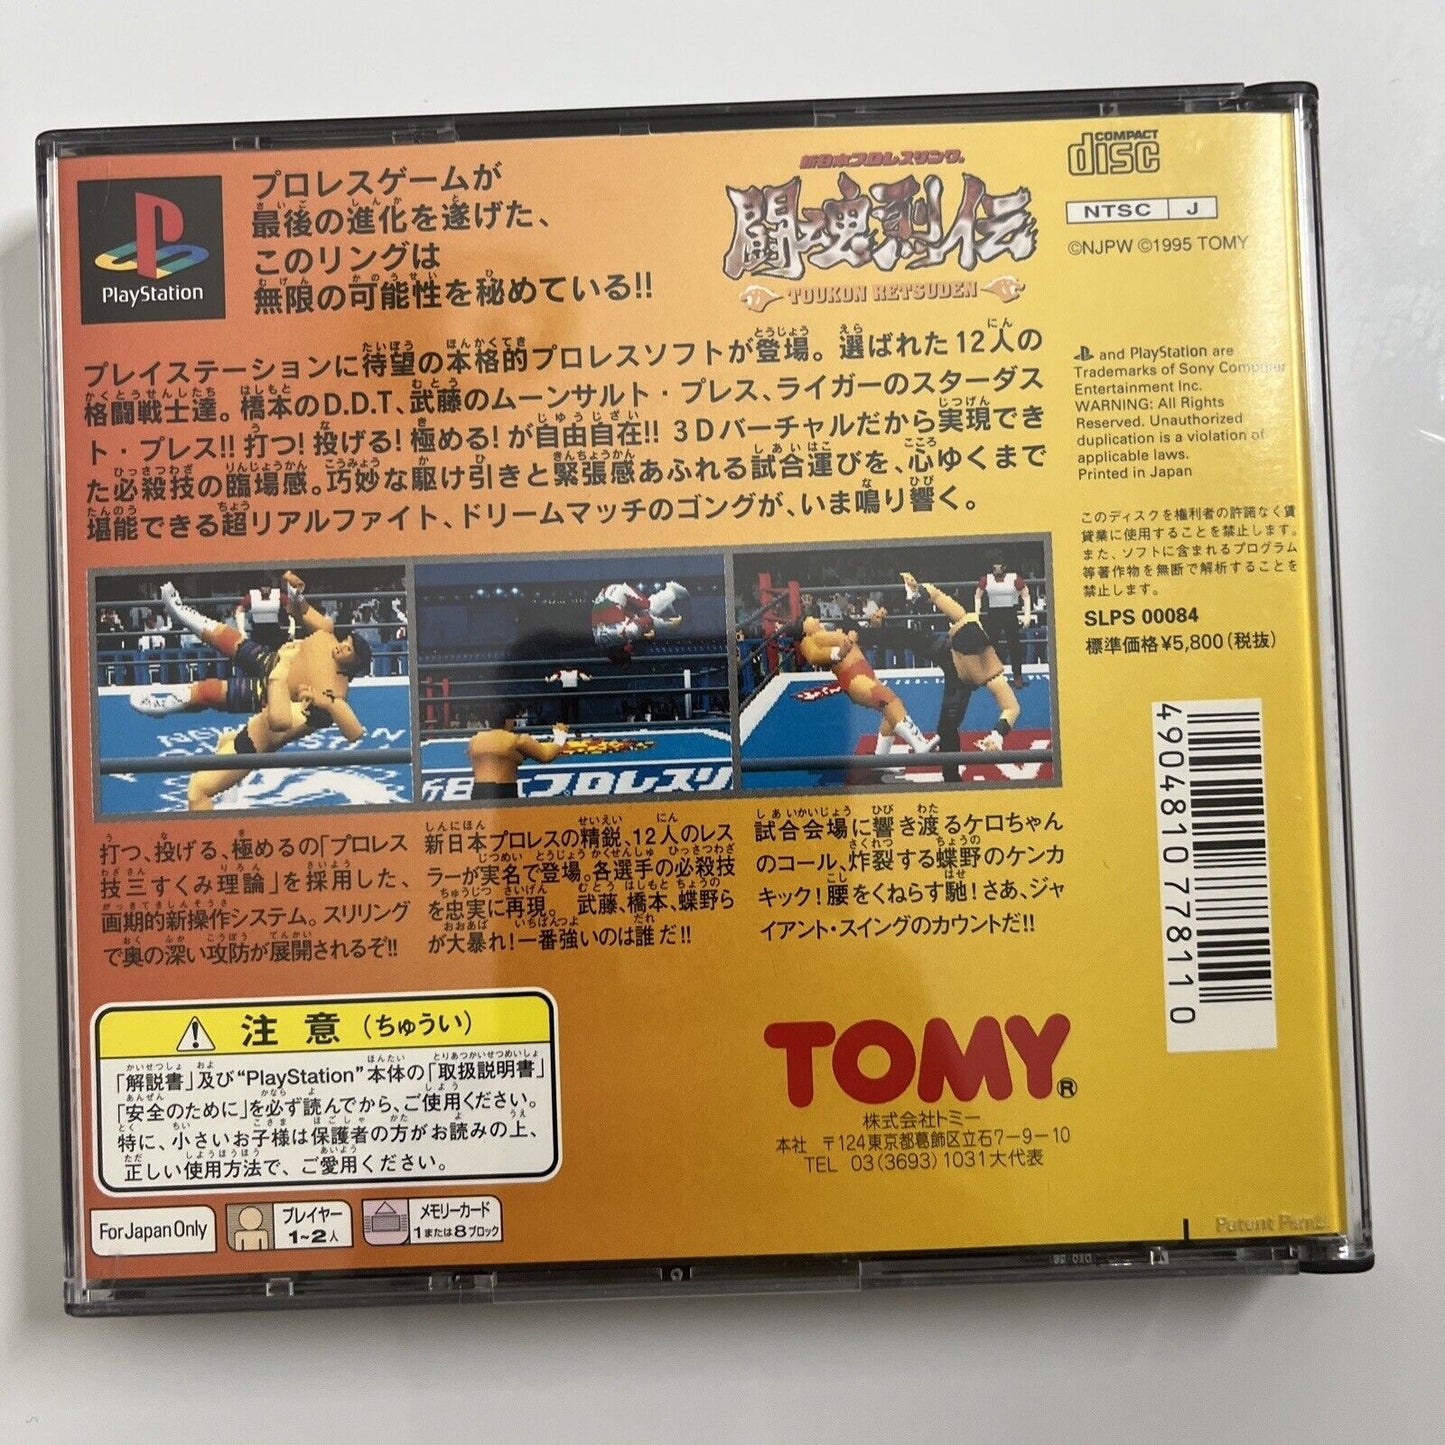 PlayStation
プロレスゲームが
最後の進化を遂げた、
このリングは
無限の可能性を秘めている!!
新日本プロレスリング
闘魂烈伝
TOUKON RETSUDEN
COMPACT
disc
NTSC J
©NJPW ©1995 TOMY
プレイステーションに待望の本格的プロレスソフトが登場。選ばれた12人の
格闘戦士達。橋本のD.D.T、武藤のムーンサルト・プレス、ライガーのスターダス
ト・プレス!!打つ!投げる!極める!が自由自在!!3Dバーチャルだから実現でき
た必殺技の臨場感。巧妙な駆け引きと緊張感あふれる試合運びを、心ゆくまで
堪能できる超リアルファイト、ドリームマッチのゴングが、いま鳴り響く。
and PlayStation are
Trademarks of Sony Computer
Entertainment Inc.
WARNING: All Rights
Reserved. Unauthorized
duplication is a violation of
applicable laws.
Printed in Japan
このディスクを権利者の許諾なく賃
貸業に使用することを禁止します。
また、ソフトに含まれるプログラム
等著作物を無断で解析することを
禁止します。
SLPS 00084
標準価格¥5,800(税抜)
4904810778110
新日本プロレスリ
打つ、投げる、極めるの「プロレス
技三すくみ理論」を採用した、
画期的新操作システム。スリリング
で奥の深い攻防が展開されるぞ!!
新日本プロレスの精鋭、12人のレス
ラーが実名で登場。各選手の必殺技
を忠実に再現。武藤、橋本、蝶野ら
が大暴れ!一番強いのは誰だ!!
試合会場に響き渡るケロちゃん
のコール、炸裂する蝶野のケンカ
キック!腰をくねらす馳!さあ、ジャ
イアント・スイングのカウントだ!!
注意(ちゅうい)
「解説書」及び"PlayStation"本体の「取扱説明書」
「安全のために」を必ず読んでから、ご使用ください。
特に、小さいお子様は保護者の方がお読みの上、
正しい使用方法で、ご愛用ください。
TOMY®
株式会社トミー
本社 〒124東京都葛飾区立石7-9-10
TEL 03(3693)1031大代表
For Japan Only
プレイヤー
1~2人
メモリーカード
1または8ブロック